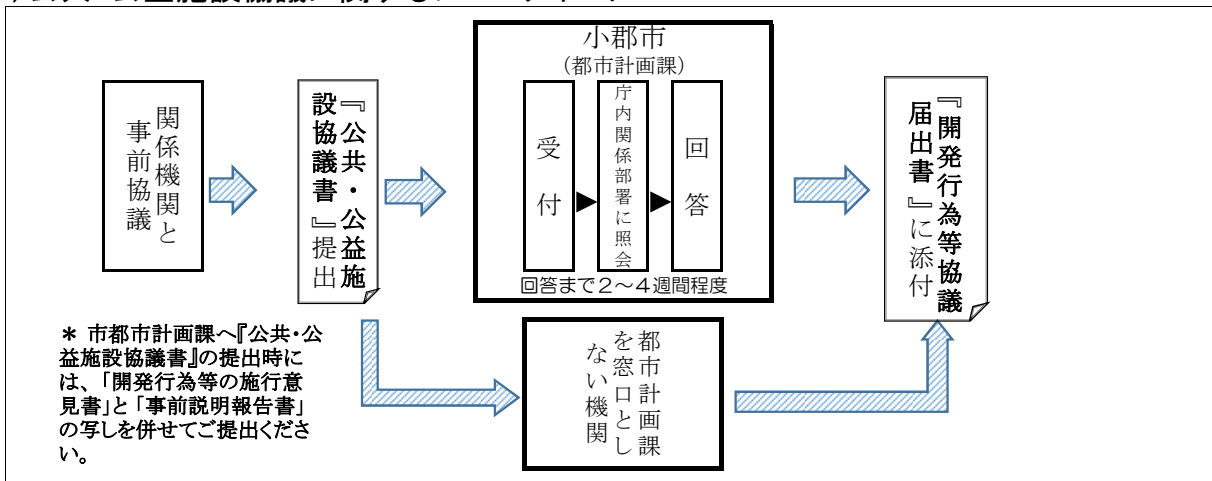 関係機関と
事前協議
『公共・公益施
設協議書』提出
小郡市
(都市計画課)
受付
庁内関係部署に照会
回答
回答まで2～4週間程度
『開発行為等協議
届出書』に添付
都市計画課
を窓口とし
ない機関
＊ 市都市計画課へ『公共・公
益施設協議書』の提出時に
は、「開発行為等の施行意
見書」と「事前説明報告書」
の写しを併せてご提出くださ
い。